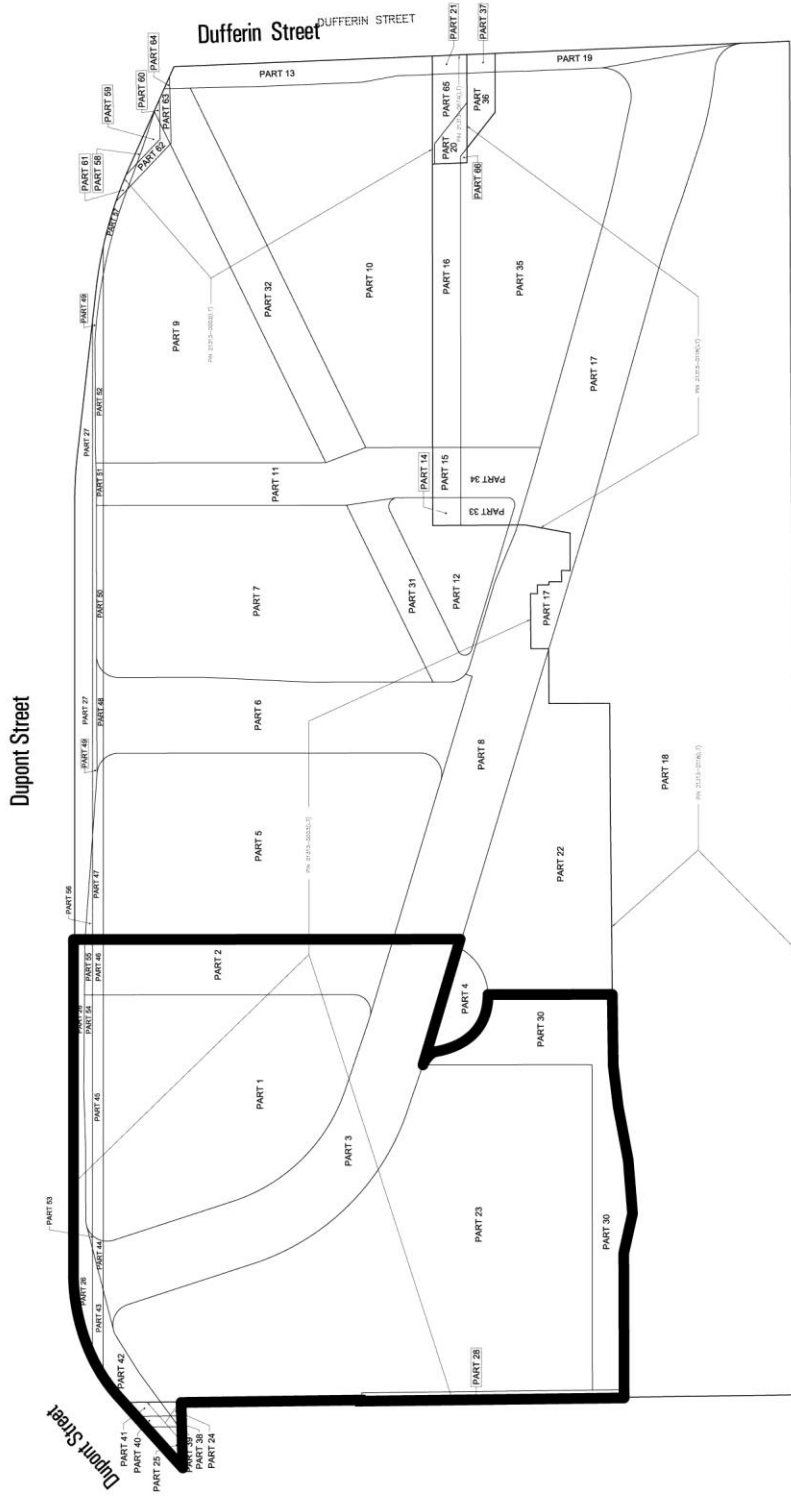 Dufferin Street
DUFFERIN STREET
PART 21
PART 37
PART 64
PART 60
PART 59
PART 13
PART 19
PART 63
PART 65
PART 36
PART 61
PART 58
PART 62
PART 20
PART 66
PART 57
PART 49
PART 32
PART 10
PART 16
PART 35
PART 9
PART 52
PART 17
PART 27
PART 51
PART 11
PART 14
PART 15
PART 34
PART 33
PART 50
PART 7
PART 31
PART 12
PART 17
Dupont Street
PART 27
PART 48
PART 6
PART 49
PART 8
PART 18
PART 5
PART 22
PART 47
PART 56
PART 55
PART 46
PART 2
PART 4
PART 54
PART 30
PART 45
PART 1
PART 3
PART 53
PART 44
PART 23
PART 30
PART 26
PART 43
PART 42
PART 28
Dupont Street
PART 41
PART 40
PART 25
PART 39
PART 38
PART 24